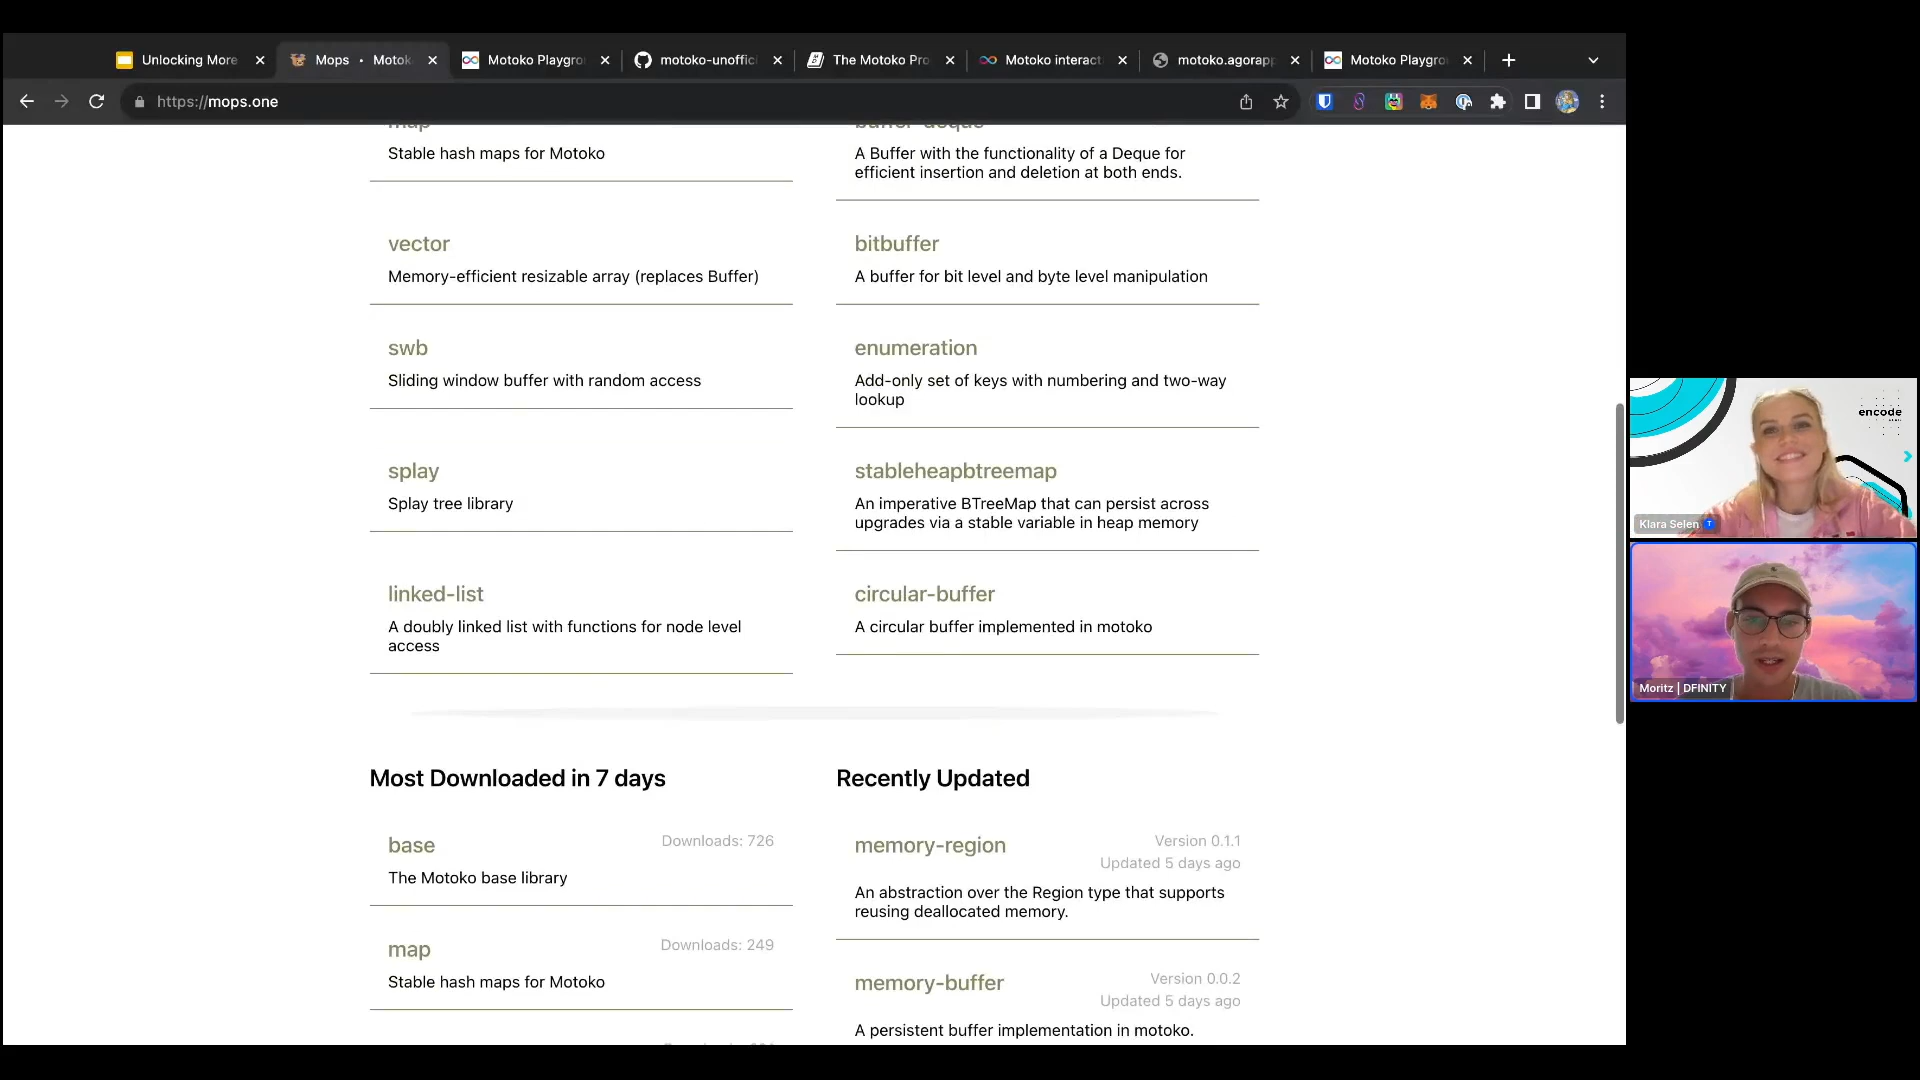 Unlocking More
Mops • Motok
Motoko Playgro
motoko-unoffic
The Motoko Pro
Motoko interact
motoko.agorap
Motoko Playgro
https://mops.one
map
Stable hash maps for Motoko
vector
Memory-efficient resizable array (replaces Buffer)
swb
Sliding window buffer with random access
splay
Splay tree library
linked-list
A doubly linked list with functions for node level
access
buffer-deque
A Buffer with the functionality of a Deque for
efficient insertion and deletion at both ends.
bitbuffer
A buffer for bit level and byte level manipulation
enumeration
Add-only set of keys with numbering and two-way
lookup
stableheapbtreemap
An imperative BTreeMap that can persist across
upgrades via a stable variable in heap memory
circular-buffer
A circular buffer implemented in motoko
Most Downloaded in 7 days
base
Downloads: 726
The Motoko base library
map
Downloads: 249
Stable hash maps for Motoko
Recently Updated
memory-region
Version 0.1.1
Updated 5 days ago
An abstraction over the Region type that supports
reusing deallocated memory.
memory-buffer
Version 0.0.2
Updated 5 days ago
A persistent buffer implementation in motoko.
encode
Klara Selen
Moritz | DFINITY